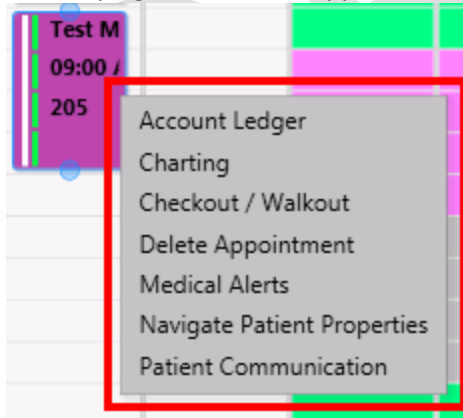 Test M
09:00
205
Account Ledger
Charting
Checkout / Walkout
Delete Appointment
Medical Alerts
Navigate Patient Properties
Patient Communication